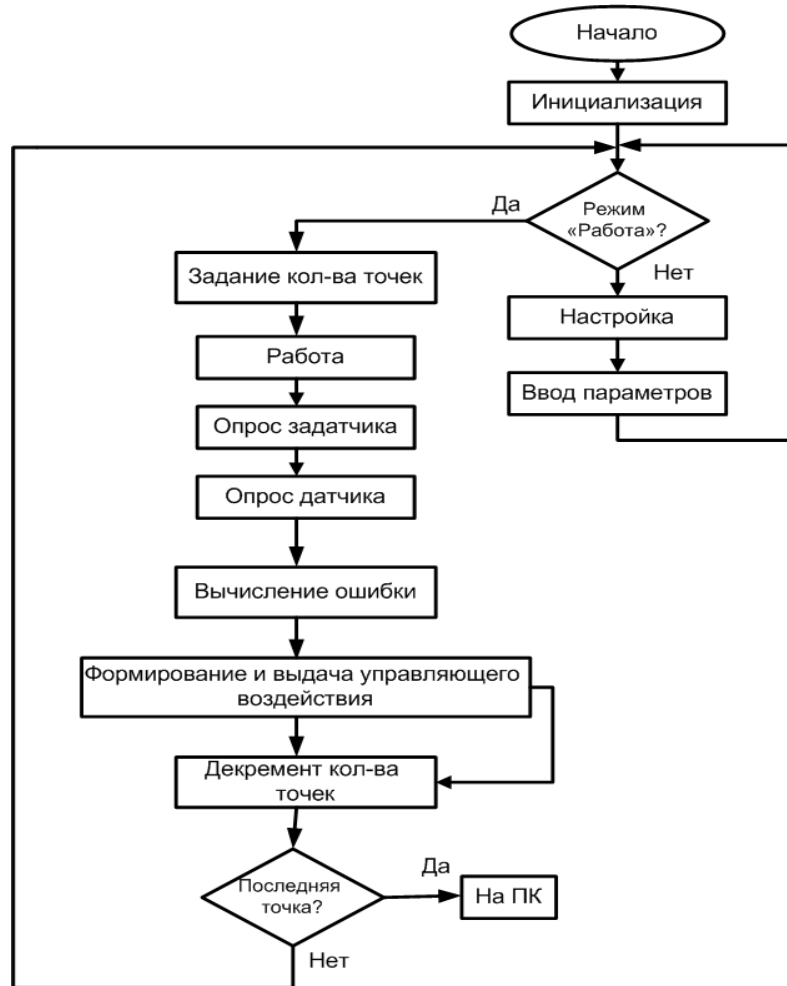 Начало
Инициализация
Режим
«Работа»?
Да
Нет
Задание кол-ва точек
Настройка
Работа
Ввод параметров
Опрос задатчика
Опрос датчика
Вычисление ошибки
Формирование и выдача управляющего
воздействия
Декремент кол-ва
точек
Последняя
точка?
Да
На ПК
Нет